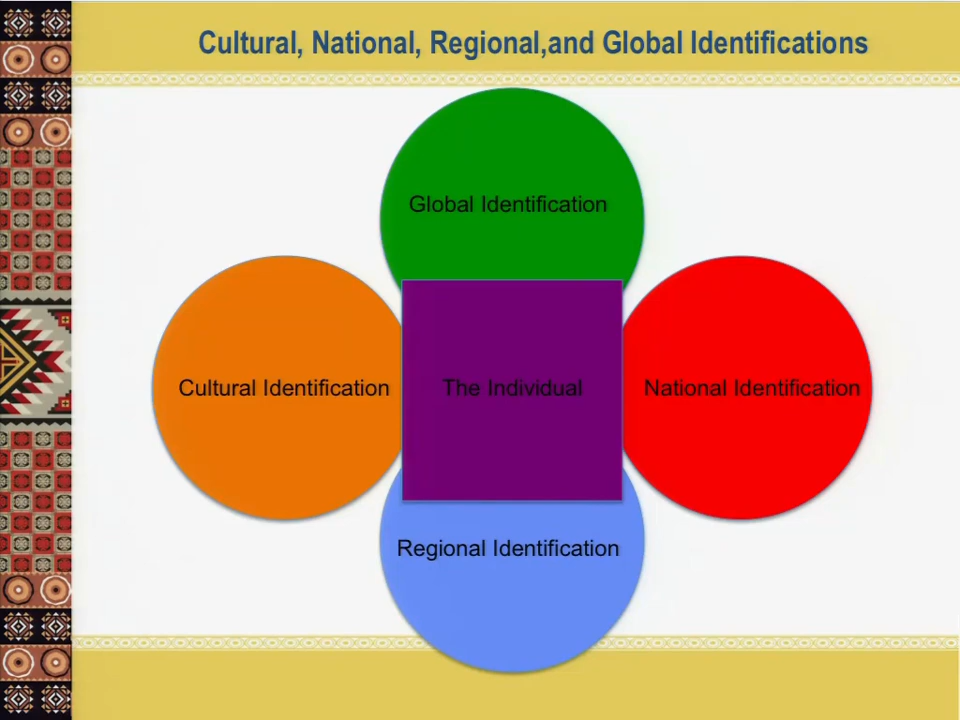 Cultural, National, Regional,and Global Identifications
Global Identification
Cultural Identification
The Individual
National Identification
Regional Identification